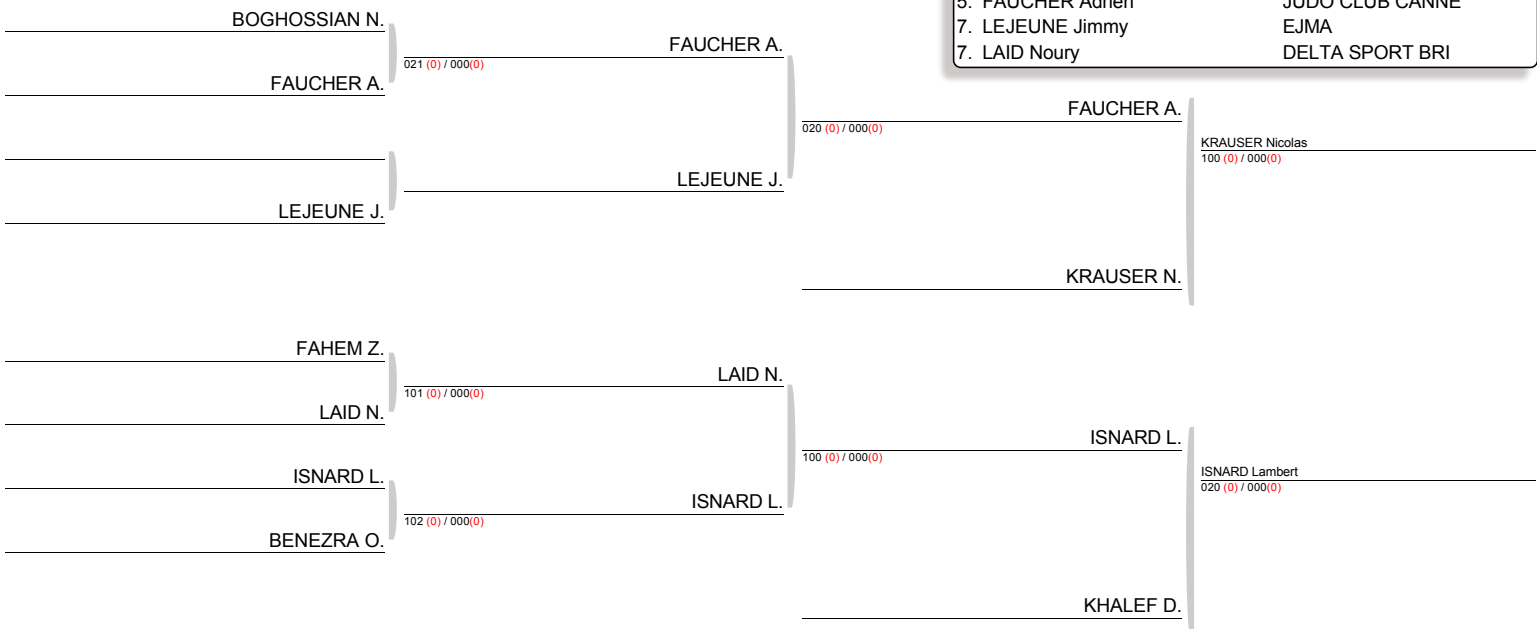 5. FAUCHER Adrien JUDO CLUB CANNE
7. LEJEUNE Jimmy EJMA
7. LAID Noury DELTA SPORT BRI
BOGHOSSIAN N.
FAUCHER A.
LEJEUNE J.
FAHEM Z.
LAID N.
ISNARD L.
BENEZRA O.
FAUCHER A.
021 (0) / 000(0)
LEJEUNE J.
LAID N.
101 (0) / 000(0)
ISNARD L.
102 (0) / 000(0)
FAUCHER A.
020 (0) / 000(0)
KRAUSER N.
ISNARD L.
100 (0) / 000(0)
KHALEF D.
KRAUSER Nicolas
100 (0) / 000(0)
ISNARD Lambert
020 (0) / 000(0)